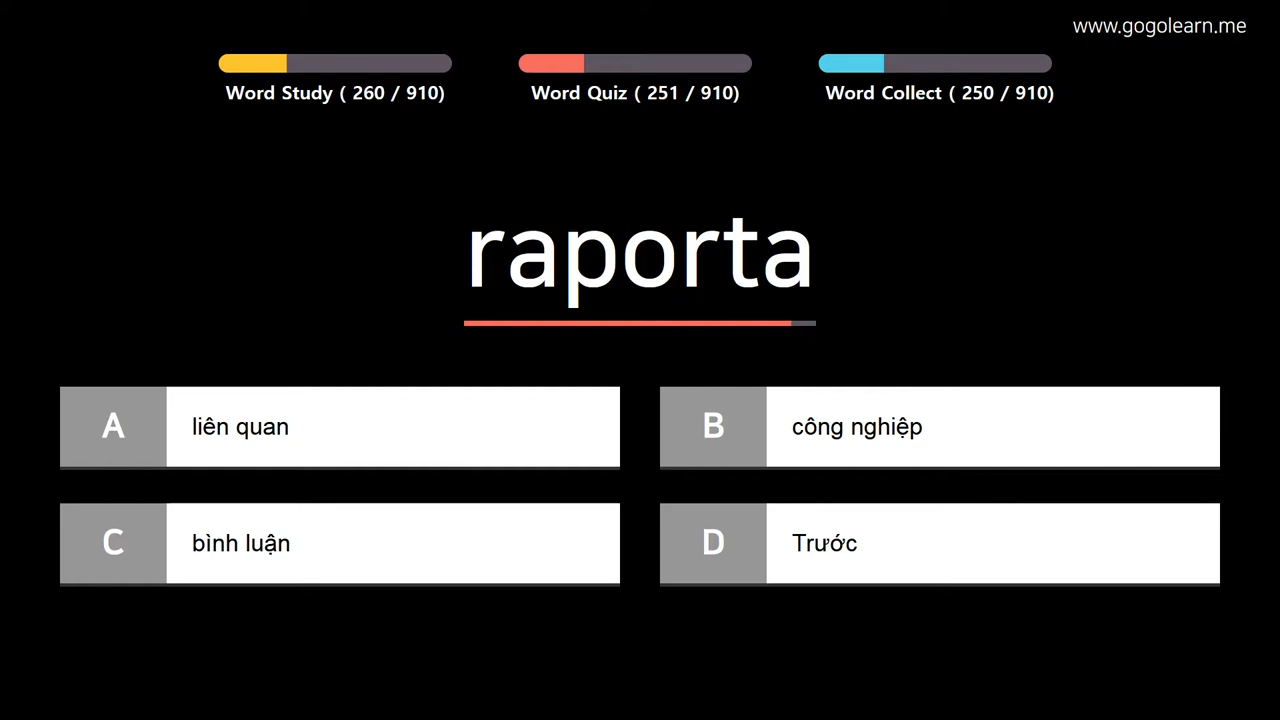 www.gogolearn.me
Word Study ( 260 / 910)
Word Quiz ( 251 / 910)
Word Collect ( 250 / 910)
raporta
A liên quan
B công nghiệp
C bình luận
D Trước